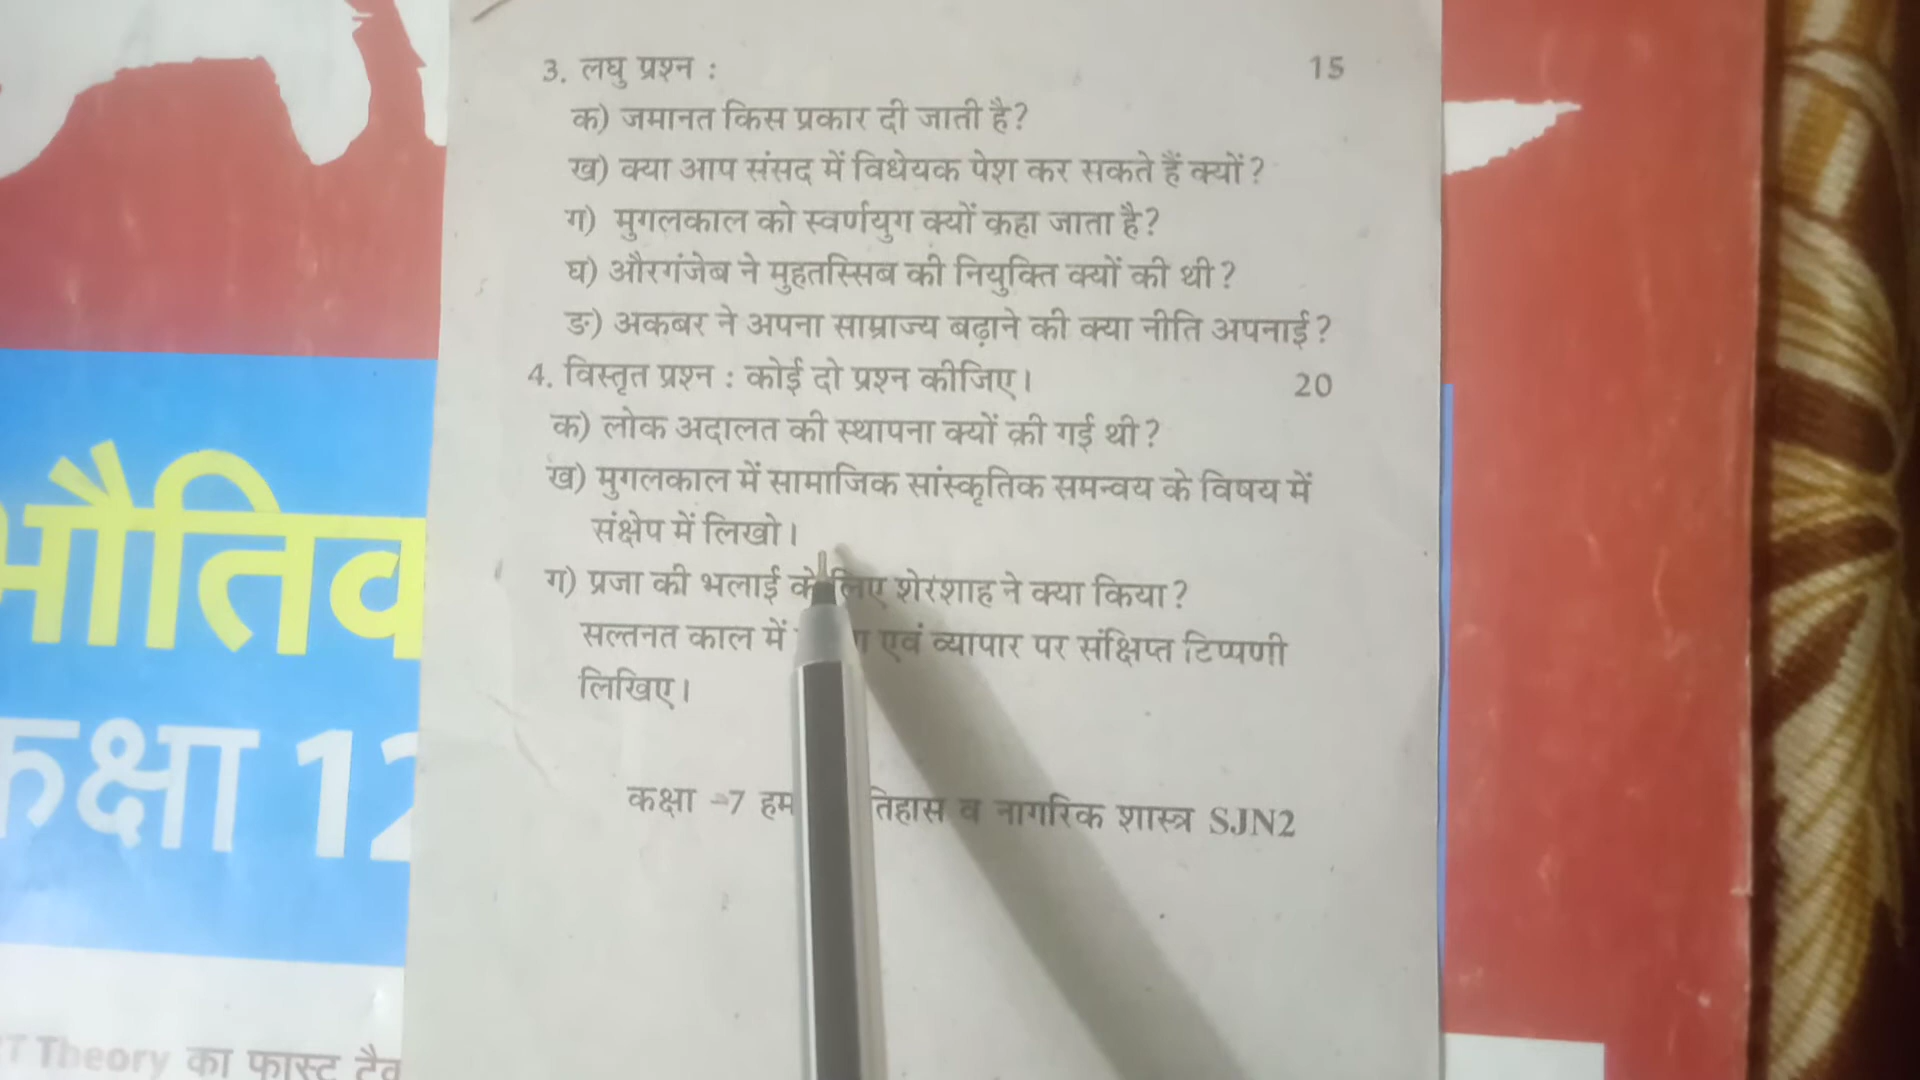 3. लघु प्रश्न : 15
क) जमानत किस प्रकार दी जाती है?
ख) क्या आप संसद में विधेयक पेश कर सकते हैं क्यों?
ग) मुगलकाल को स्वर्णयुग क्यों कहा जाता है?
घ) औरगंजेब ने मुहतस्सिब की नियुक्ति क्यों की थी?
ङ) अकबर ने अपना साम्राज्य बढ़ाने की क्या नीति अपनाई?
4. विस्तृत प्रश्न : कोई दो प्रश्न कीजिए। 20
क) लोक अदालत की स्थापना क्यों की गई थी?
ख) मुगलकाल में सामाजिक सांस्कृतिक समन्वय के विषय में
संक्षेप में लिखो।
ग) प्रजा की भलाई के लिए शेरशाह ने क्या किया?
सल्तनत काल में एवं व्यापार पर संक्षिप्त टिप्पणी
लिखिए।
कक्षा -7 हम तिहास व नागरिक शास्त्र SJN2
भौतिक
कक्षा 12
T Theory का फास्ट ट्रै